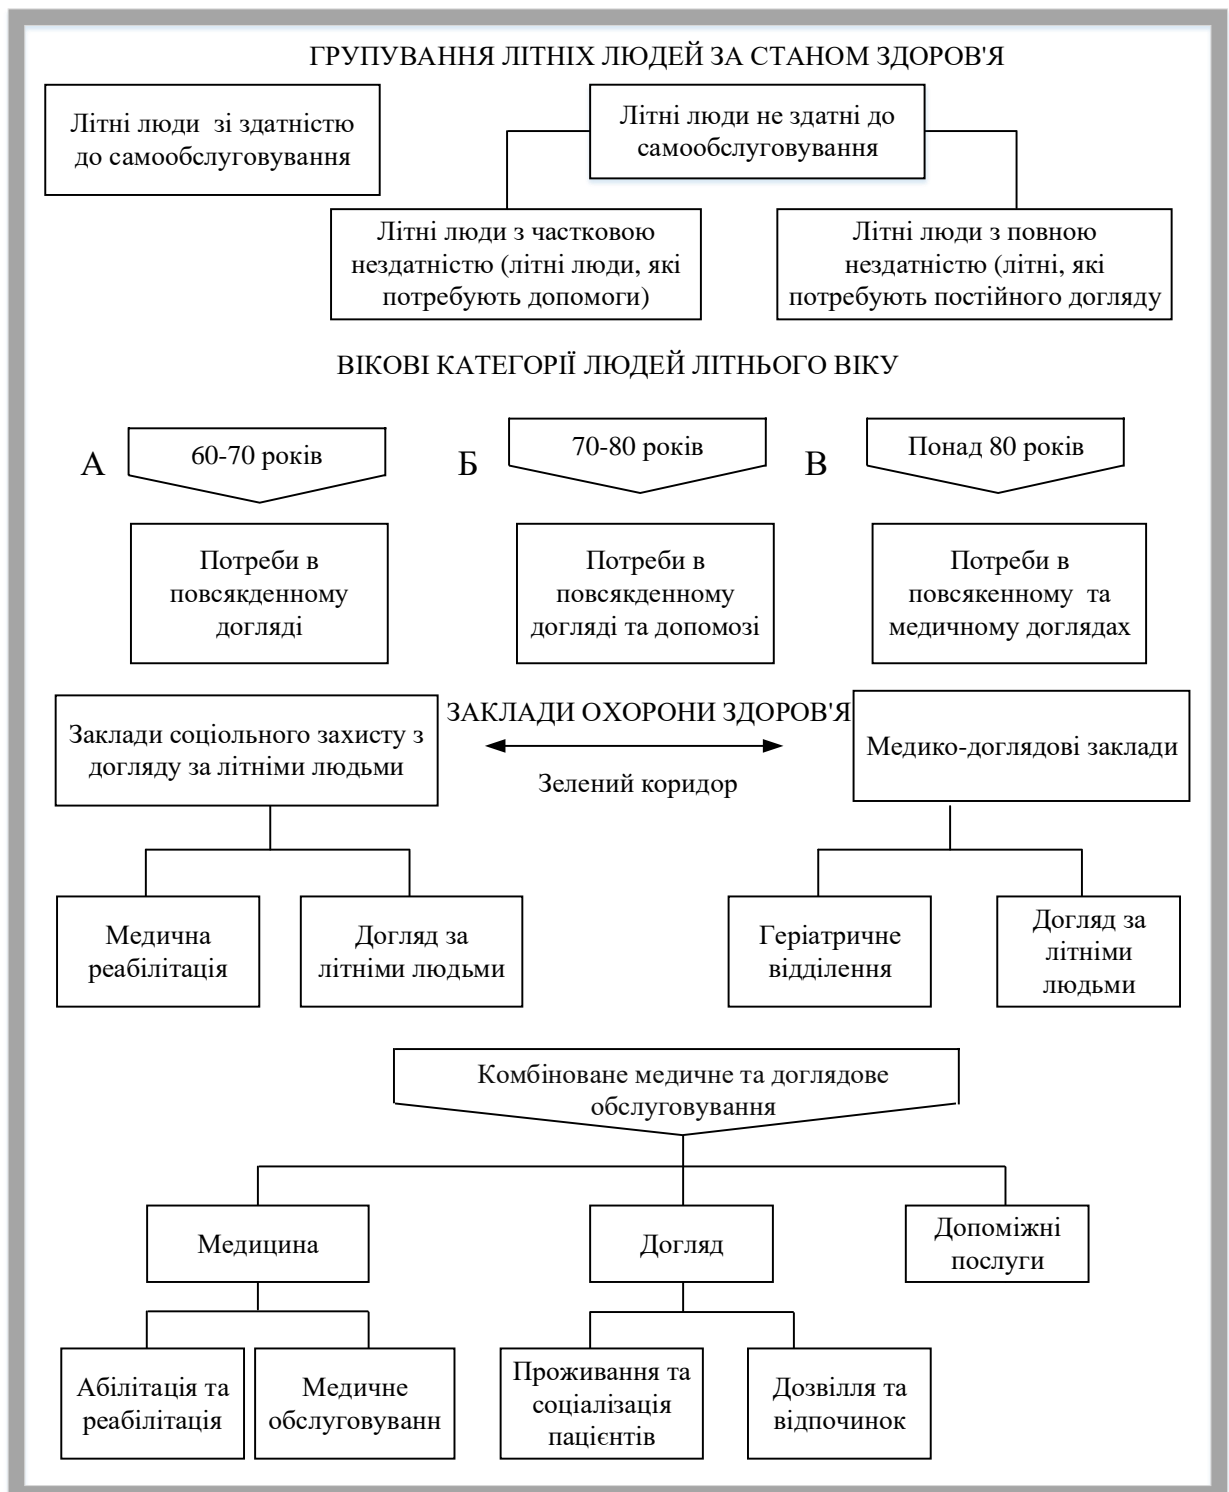 ГРУПУВАННЯ ЛІТНІХ ЛЮДЕЙ ЗА СТАНОМ ЗДОРОВ'Я
Літні люди зі здатністю
до самообслуговування
Літні люди не здатні до
самообслуговування
Літні люди з частковою
нездатністю (літні люди, які
потребують допомоги)
Літні люди з повною
нездатністю (літні, які
потребують постійного догляду
ВІКОВІ КАТЕГОРІЇ ЛЮДЕЙ ЛІТНЬОГО ВІКУ
А
60-70 років
Б
70-80 років
В
Понад 80 років
Потреби в
повсякденному
догляді
Потреби в
повсякденному
догляді та допомозі
Потреби в
повсякенному та
медичному доглядах
Заклади соціольного захисту з
догляду за літніми людьми
ЗАКЛАДИ ОХОРОНИ ЗДОРОВ'Я
Зелений коридор
Медико-доглядові заклади
Медична
реабілітація
Догляд за
літніми людьми
Геріатричне
відділення
Догляд за
літніми
людьми
Комбіноване медичне та доглядове
обслуговування
Медицина
Догляд
Допоміжні
послуги
Абілітація та
реабілітація
Медичне
обслуговуванн
Проживання та
соціалізація
пацієнтів
Дозвілля та
відпочинок